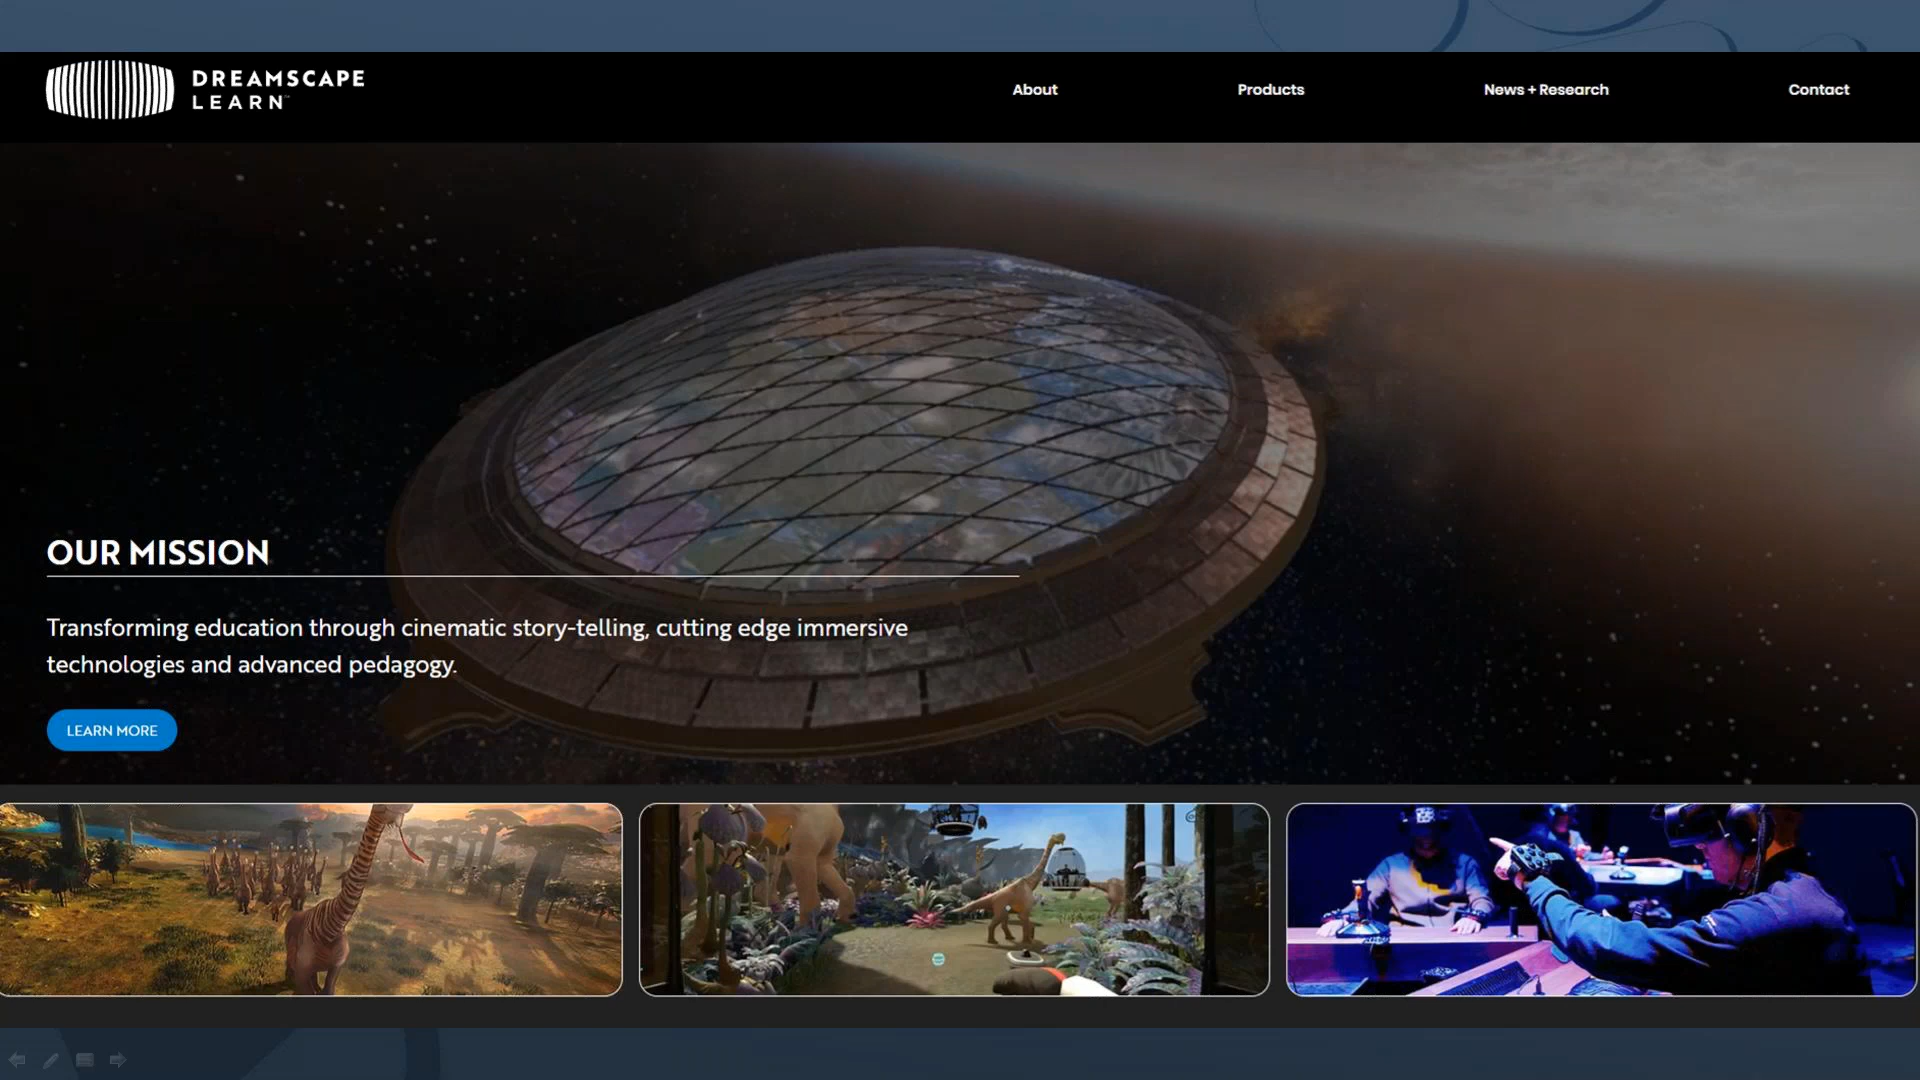 DREAMSCAPE
LEARN
About
Products
News + Research
Contact
OUR MISSION
Transforming education through cinematic story-telling, cutting edge immersive
technologies and advanced pedagogy.
LEARN MORE